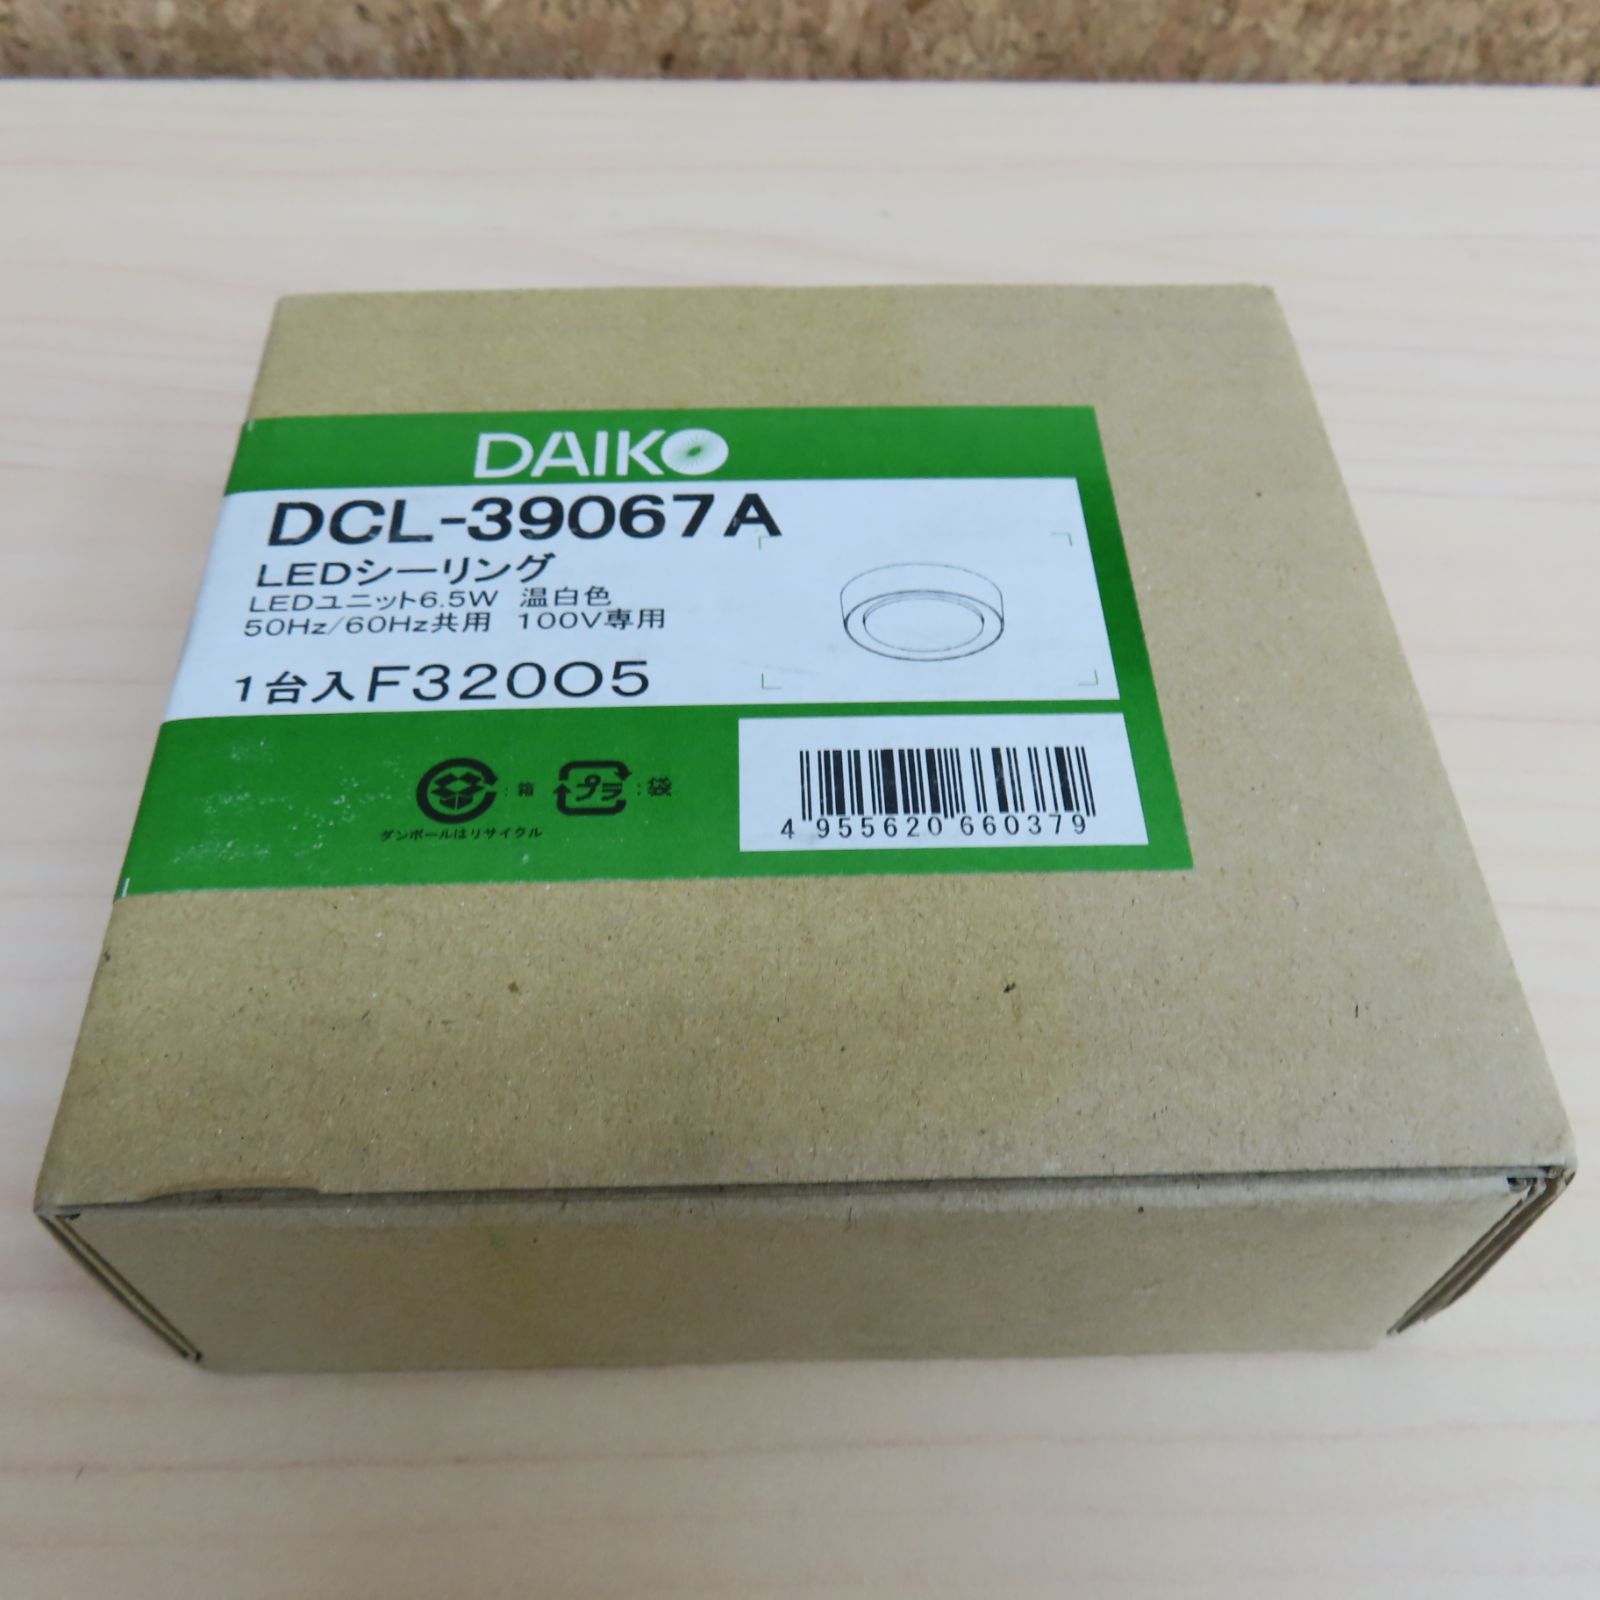 DAIKO
DCL-39067A
LEDシーリング
LEDユニット6.5W 温白色
50Hz/60Hz共用 100V専用
1台入F320O5
:箱 プラ :袋
ダンボールはリサイクル
4 955620 660379